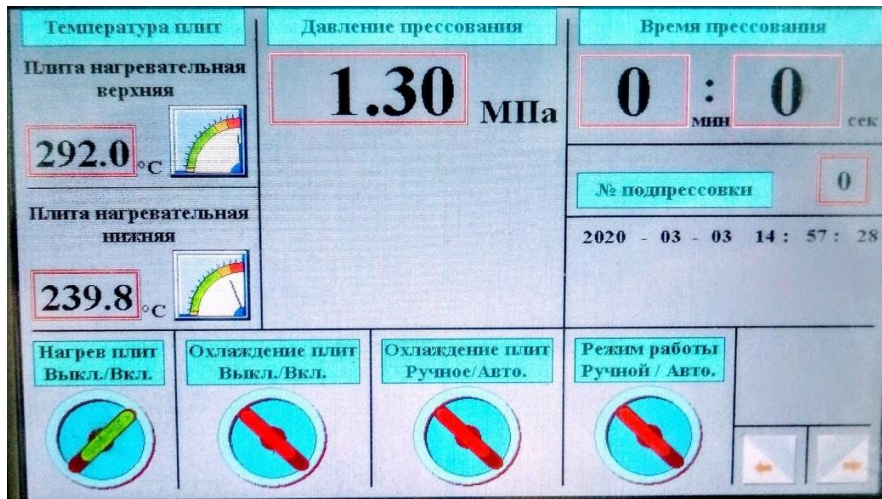 Температура плит
Плита нагревательная
верхняя
292.0 °C
Плита нагревательная
нижняя
239.8 °C
Давление прессования
1.30 МПа
Время прессования
0 : 0
мин сек
№ подпрессовки 0
2020 - 03 - 03 14 : 57 : 28
Нагрев плит
Выкл./Вкл.
Охлаждение плит
Выкл./Вкл.
Охлаждение плит
Ручное/Авто.
Режим работы
Ручной / Авто.